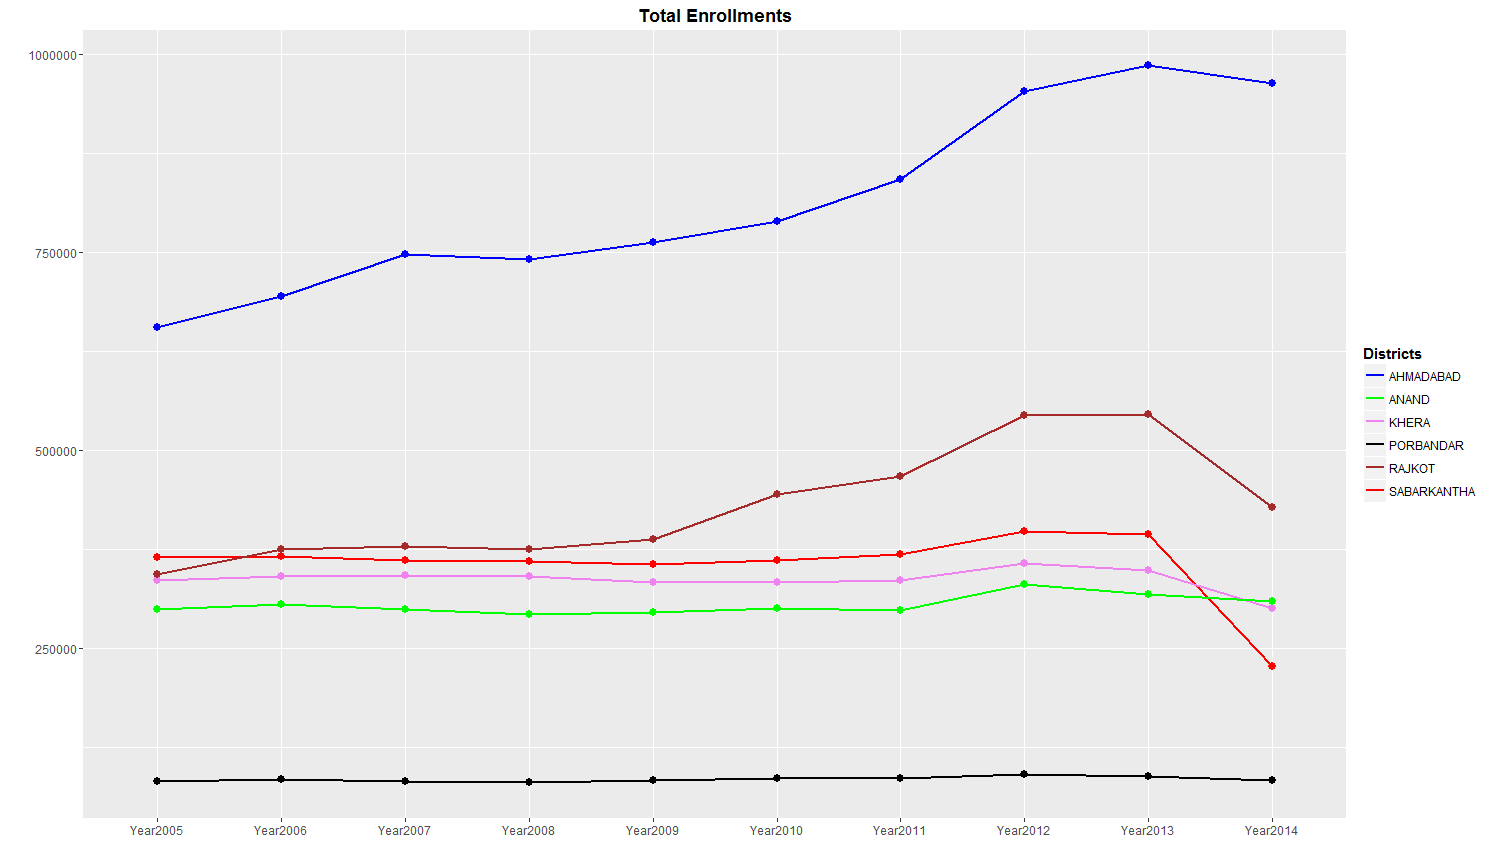 Total Enrollments
1000000
750000
500000
250000
Year2005 Year2006 Year2007 Year2008 Year2009 Year2010 Year2011 Year2012 Year2013 Year2014
Districts
AHMADABAD
ANAND
KHERA
PORBANDAR
RAJKOT
SABARKANTHA